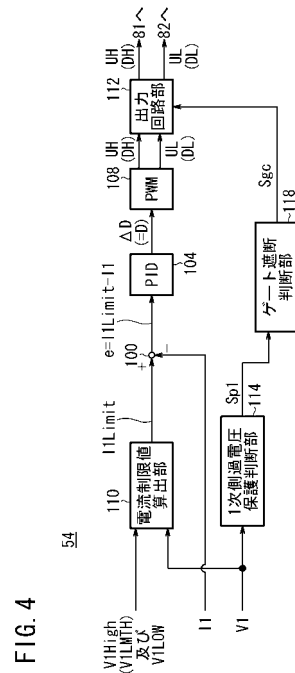 FIG. 4
54
V1High
(V1LMTH)
及び
V1LOW
110
電流制限値
算出部
I1Limit
100
+
−
e=I1Limit-I1
PID
104
ΔD
(=D)
PWM
108
UH
(DH)
UL
(DL)
出力
回路部
112
UH
(DH)
81へ
UL
(DL)
82へ
I1
V1
1次側過電圧
保護判断部
114
Sp1
ゲート遮断
判断部
118
Sgc